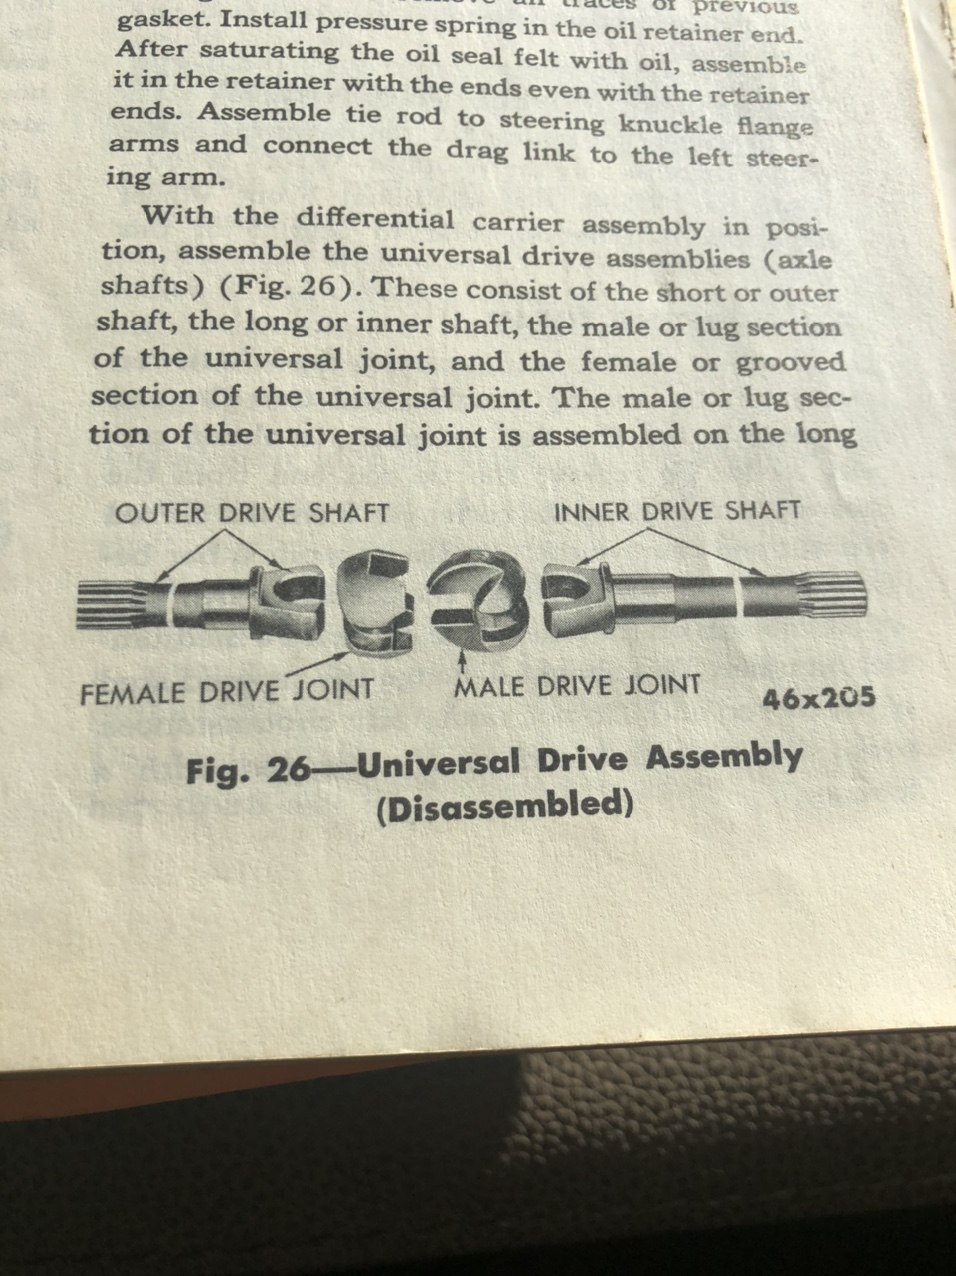 all traces of previous
gasket. Install pressure spring in the oil retainer end.
After saturating the oil seal felt with oil, assemble
it in the retainer with the ends even with the retainer
ends. Assemble tie rod to steering knuckle flange
arms and connect the drag link to the left steer-
ing arm.
With the differential carrier assembly in posi-
tion, assemble the universal drive assemblies (axle
shafts) (Fig. 26). These consist of the short or outer
shaft, the long or inner shaft, the male or lug section
of the universal joint, and the female or grooved
section of the universal joint. The male or lug sec-
tion of the universal joint is assembled on the long
OUTER DRIVE SHAFT
INNER DRIVE SHAFT
FEMALE DRIVE JOINT
MALE DRIVE JOINT
46x205
Fig. 26—Universal Drive Assembly
(Disassembled)